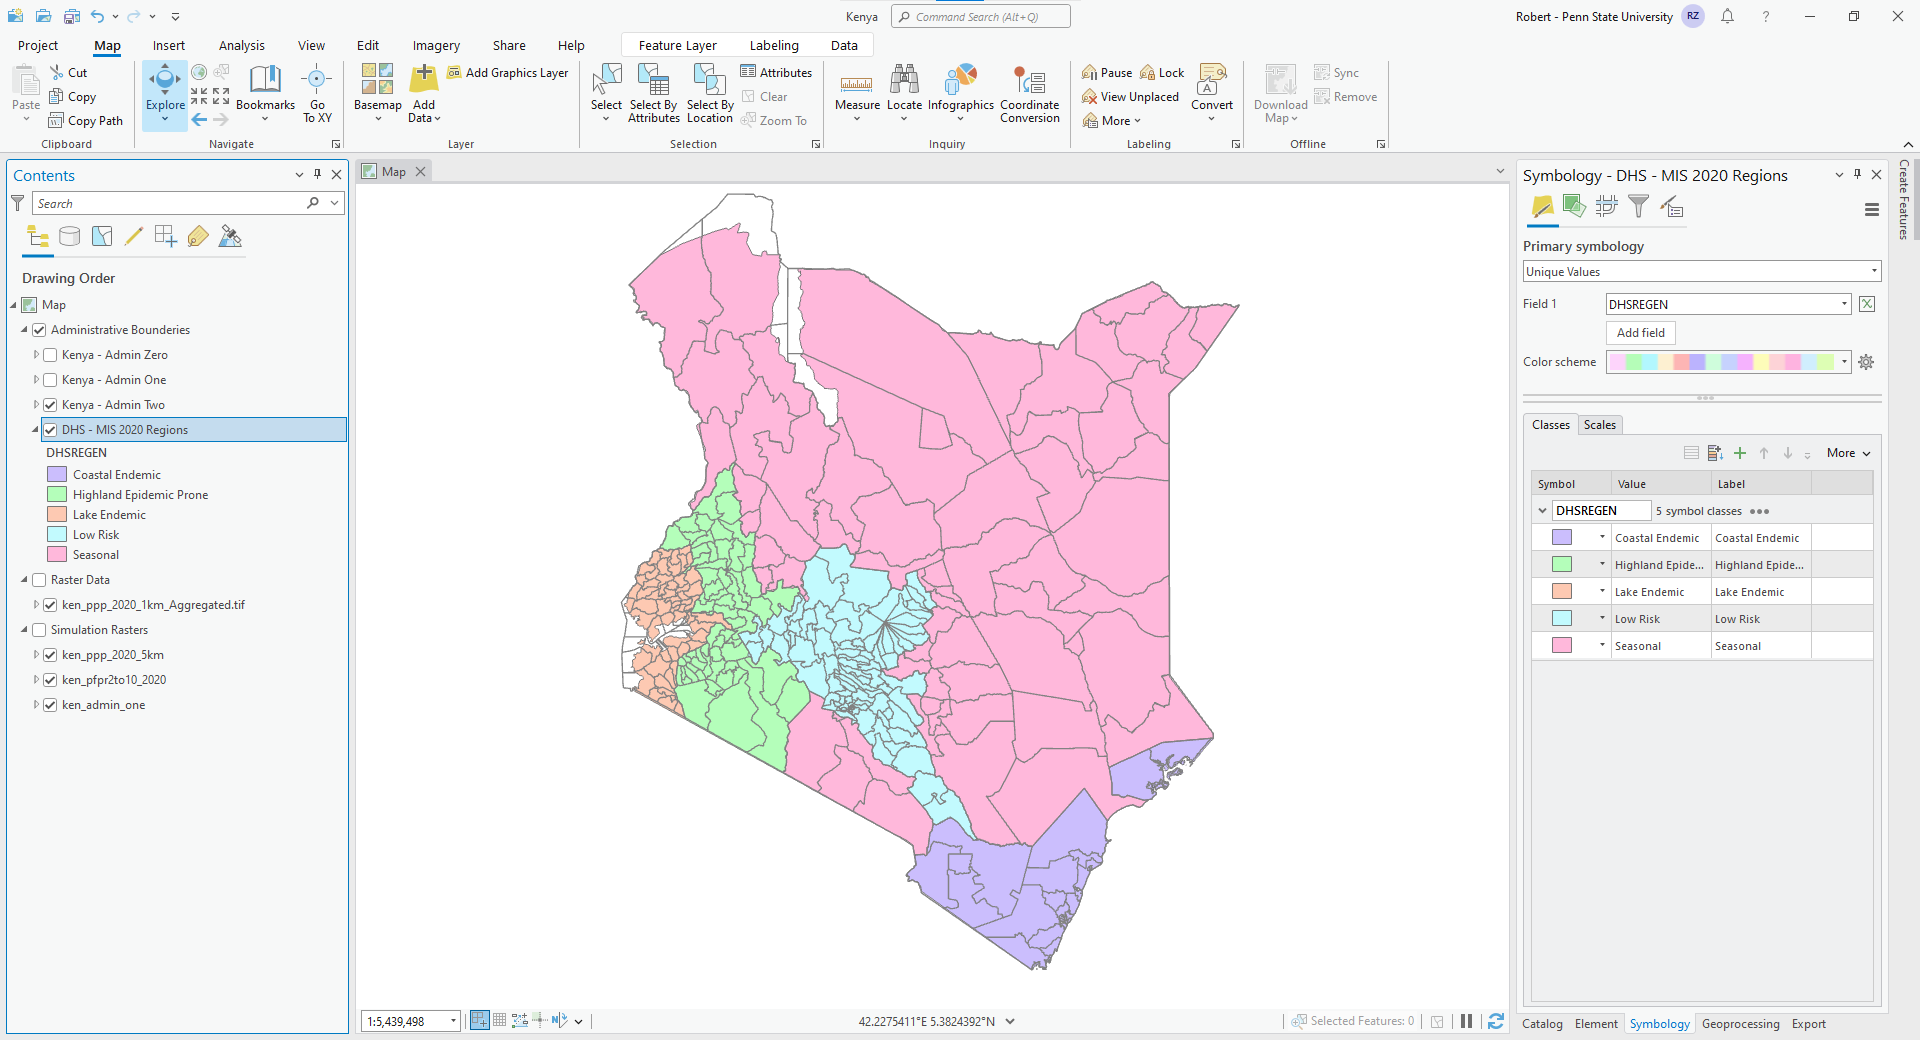 Kenya
Command Search (Alt+Q)
Robert - Penn State University
RZ
Project
Map
Insert
Analysis
View
Edit
Imagery
Share
Help
Feature Layer
Labeling
Data
Paste
Cut
Copy
Copy Path
Clipboard
Explore
Bookmarks
Go To XY
Navigate
Basemap
Add Data
Add Graphics Layer
Layer
Select
Select By Attributes
Select By Location
Attributes
Clear
Zoom To
Selection
Measure
Locate
Infographics
Coordinate Conversion
Inquiry
Pause
Lock
View Unplaced
More
Convert
Labeling
Download Map
Sync
Remove
Offline
Contents
Search
Drawing Order
Map
Administrative Bounderies
Kenya - Admin Zero
Kenya - Admin One
Kenya - Admin Two
DHS - MIS 2020 Regions
DHSREGEN
Coastal Endemic
Highland Epidemic Prone
Lake Endemic
Low Risk
Seasonal
Raster Data
ken_ppp_2020_1km_Aggregated.tif
Simulation Rasters
ken_ppp_2020_5km
ken_pfpr2to10_2020
ken_admin_one
Map
1:5,439,498
42.2275411°E 5.3824392°N
Selected Features: 0
Symbology - DHS - MIS 2020 Regions
Primary symbology
Unique Values
Field 1
DHSREGEN
Add field
Color scheme
Classes
Scales
More
Symbol
Value
Label
DHSREGEN
5 symbol classes
Coastal Endemic
Coastal Endemic
Highland Epide...
Highland Epide...
Lake Endemic
Lake Endemic
Low Risk
Low Risk
Seasonal
Seasonal
Catalog
Element
Symbology
Geoprocessing
Export
Create Features